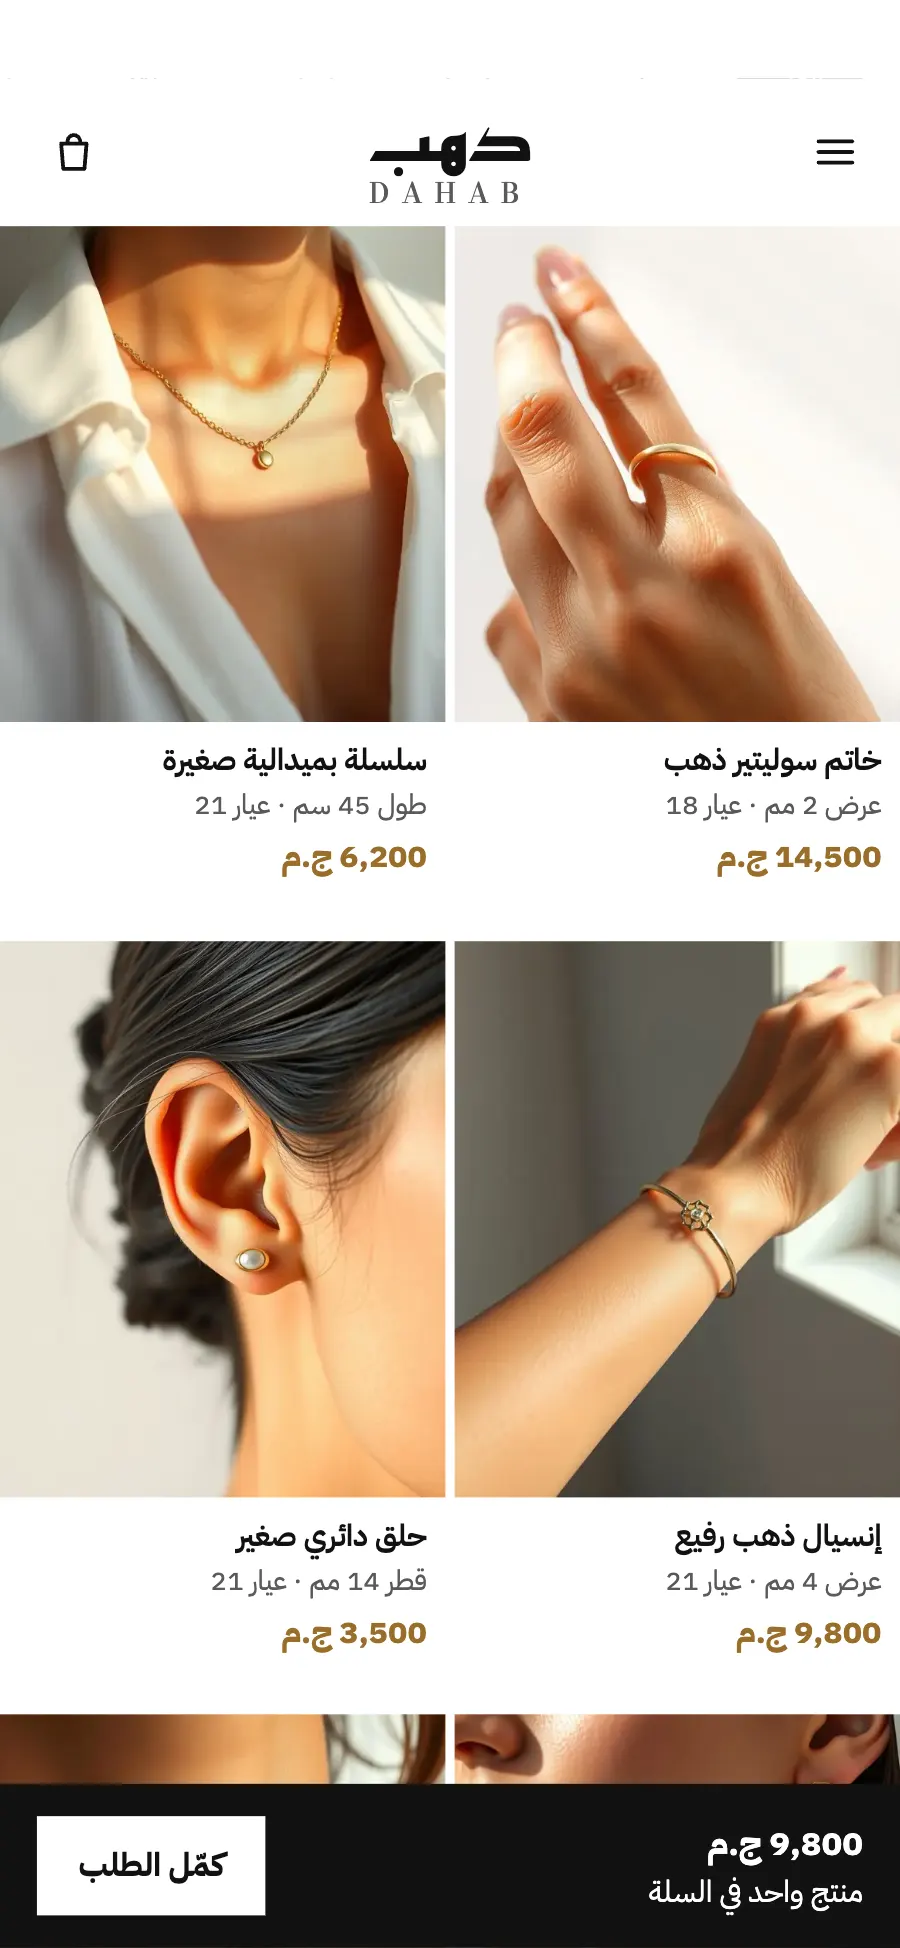 دهب
DAHAB
خاتم سوليتير ذهب
عرض 2 مم · عيار 18
14,500 ج.م
سلسلة بميدالية صغيرة
طول 45 سم · عيار 21
6,200 ج.م
إنسيال ذهب رفيع
عرض 4 مم · عيار 21
9,800 ج.م
حلق دائري صغير
قطر 14 مم · عيار 21
3,500 ج.م
9,800 ج.م
منتج واحد في السلة
كمّل الطلب